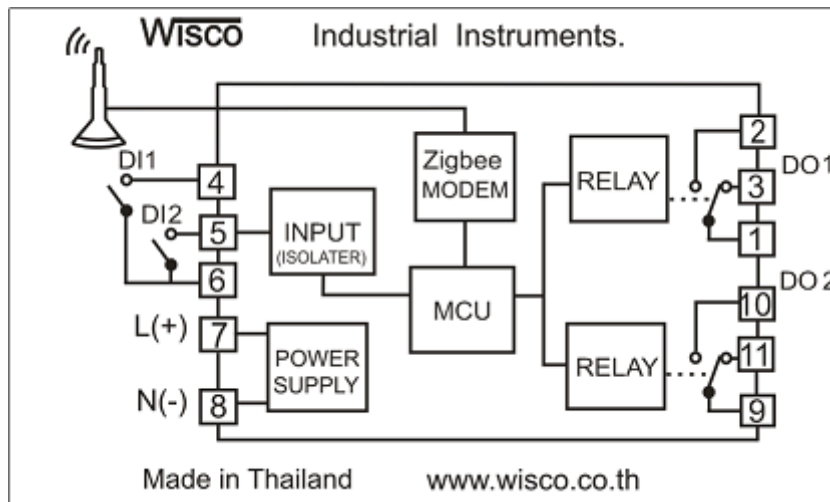 WISCO Industrial Instruments.
DI1
4
DI2
5
6
L(+)
7
N(-)
8
INPUT
(ISOLATER)
POWER
SUPPLY
Zigbee
MODEM
MCU
RELAY
RELAY
2
DO1
3
1
DO2
10
11
9
Made in Thailand www.wisco.co.th